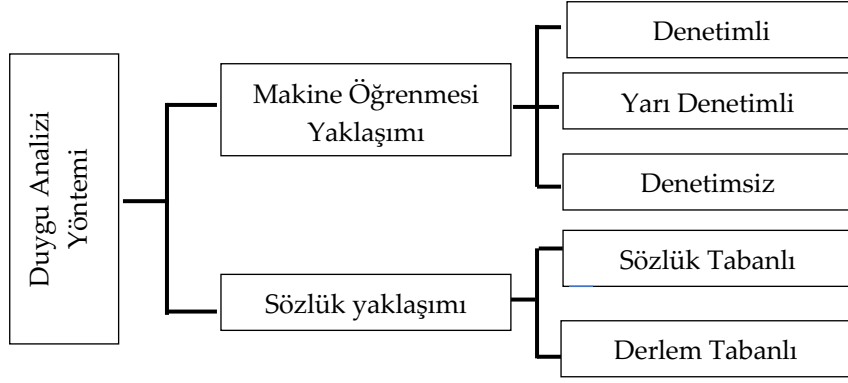 Duygu Analizi
Yöntemi
Makine Öğrenmesi
Yaklaşımı
Denetimli
Yarı Denetimli
Denetimsiz
Sözlük yaklaşımı
Sözlük Tabanlı
Derlem Tabanlı